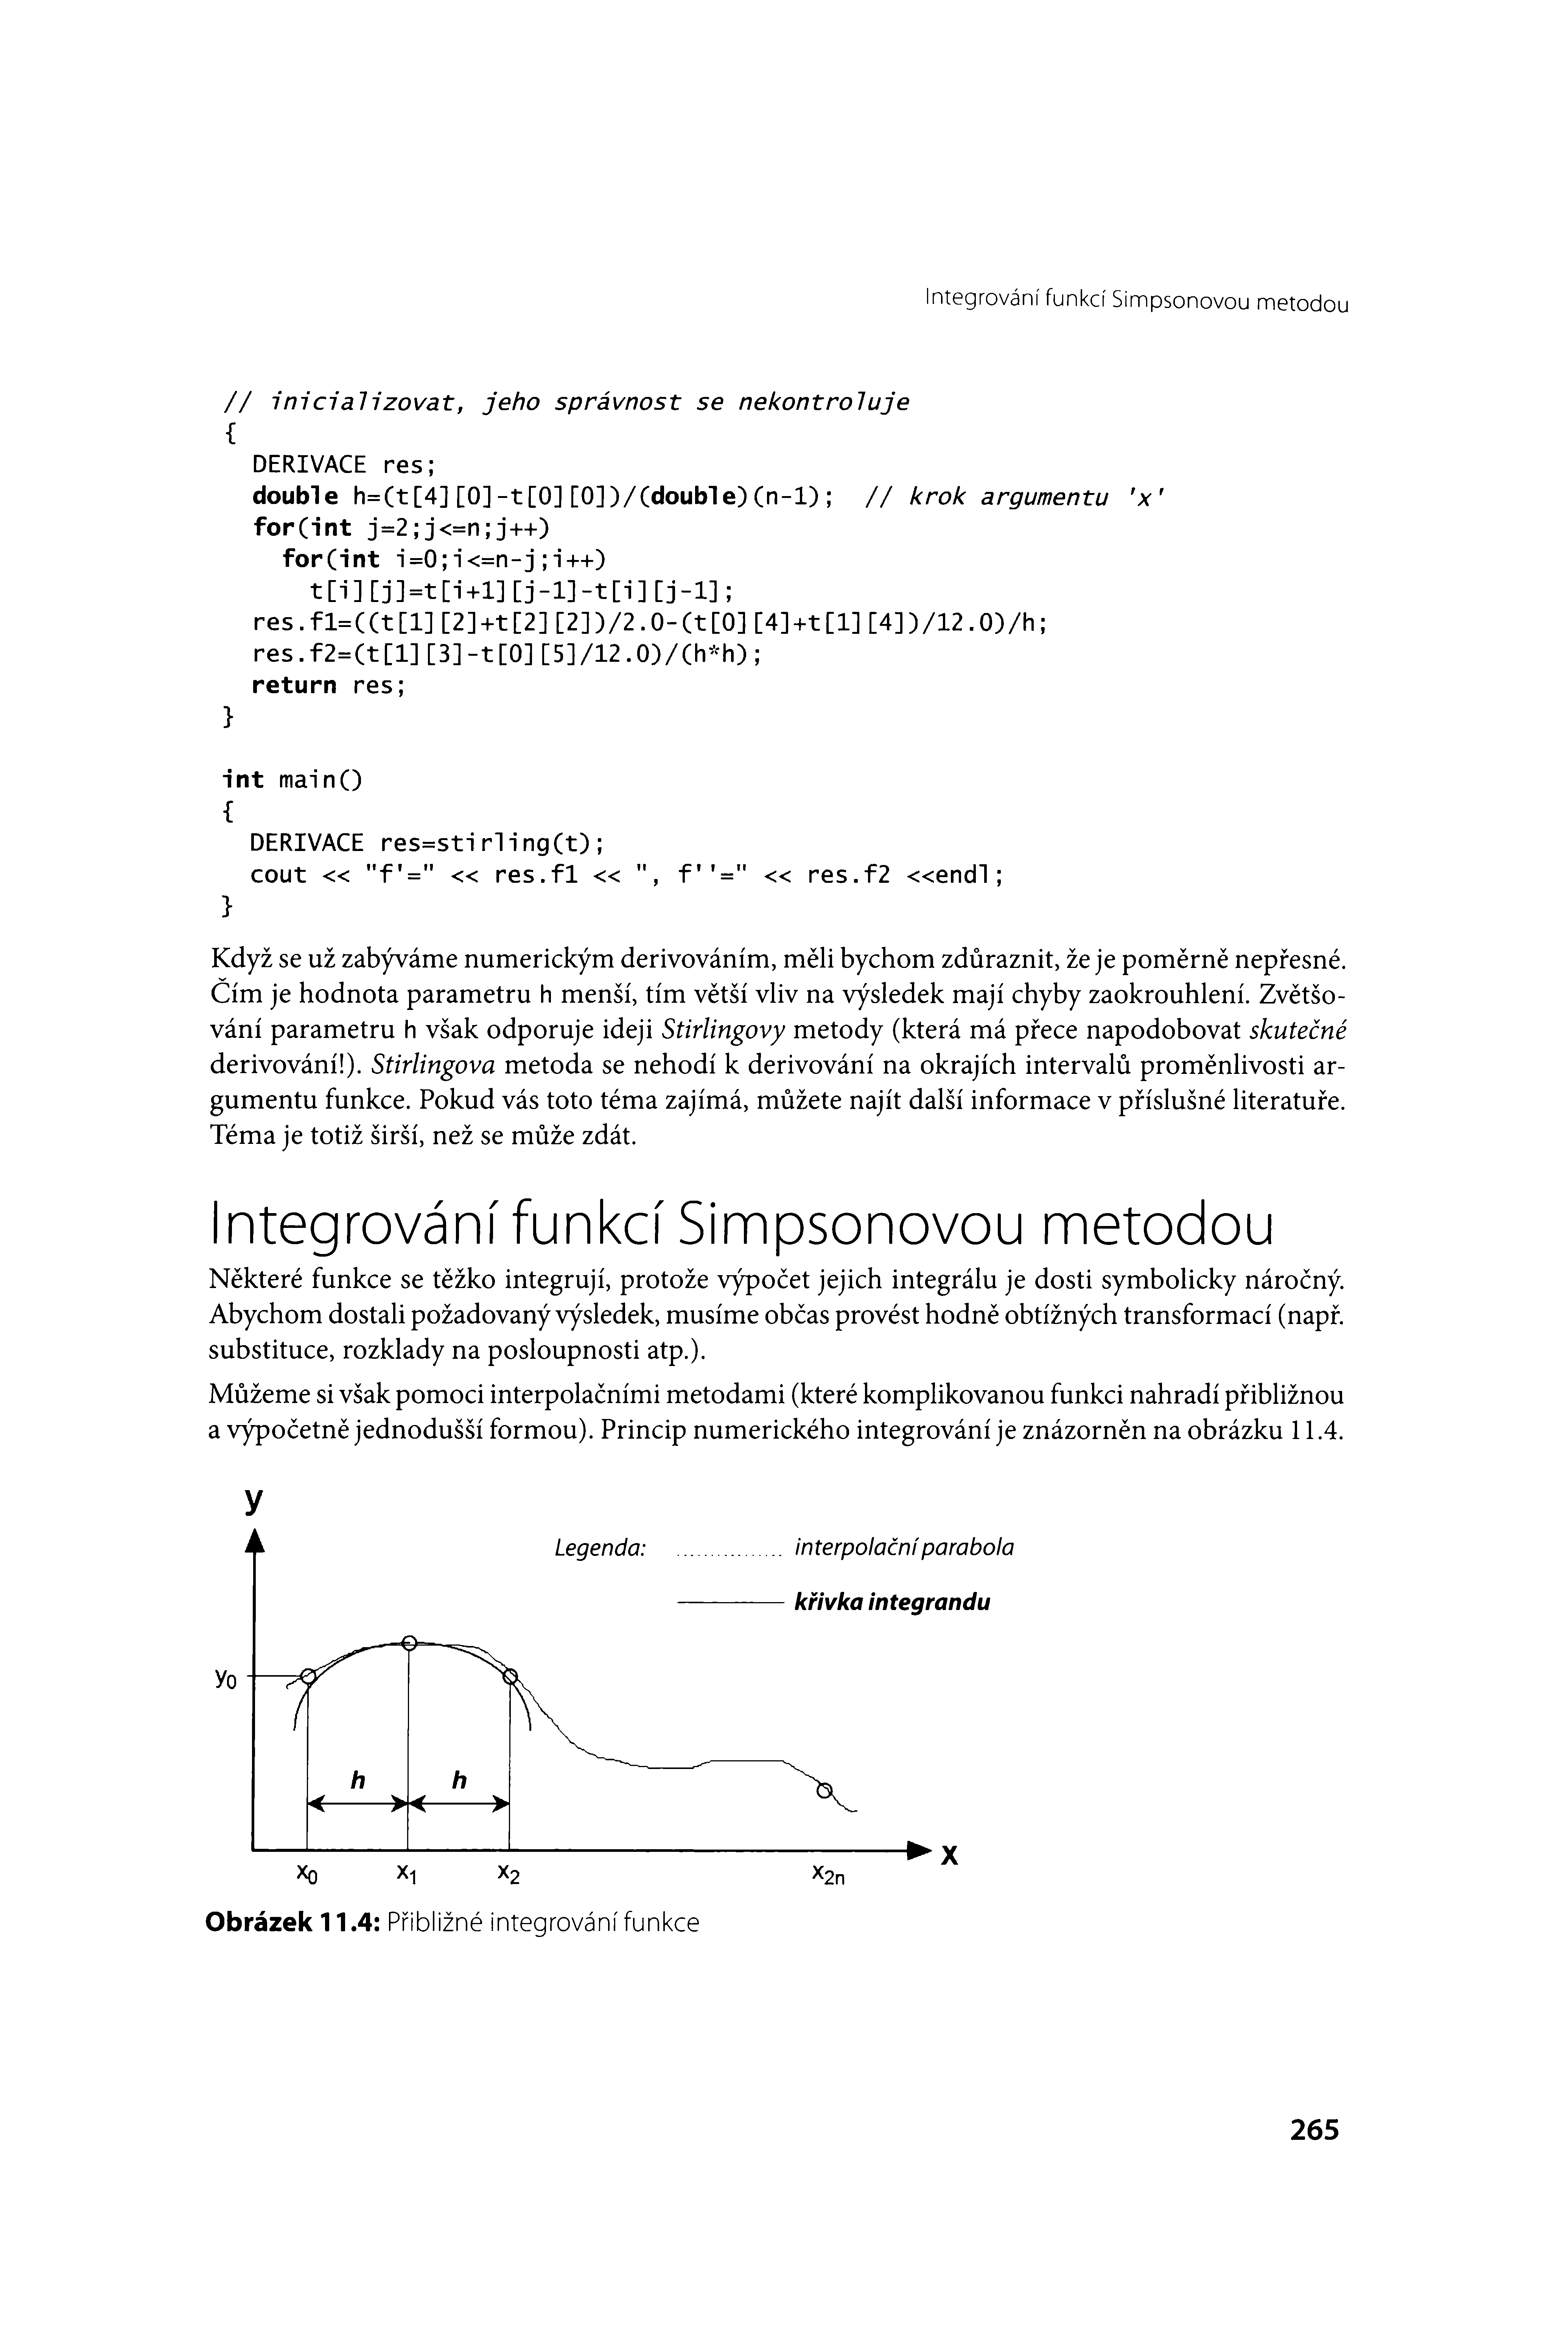 Integrování funkcí Simpsonovou metodou
// inicializovat, jeho správnost se nekontroluje
{
DERIVACE res;
double h=(t[4][0]-t[0][0])/(double)(n-1); // krok argumentu 'x'
for(int j=2;j<=n;j++)
for(int i=0;i<=n-j;i++)
t[i][j]=t[i+1][j-1]-t[i][j-1];
res.f1=((t[1][2]+t[2][2])/2.0-(t[0][4]+t[1][4])/12.0)/h;
res.f2=(t[1][3]-t[0][5]/12.0)/(h*h);
return res;
}
int main()
{
DERIVACE res=stirling(t);
cout << "f'=" << res.f1 << ", f''=" << res.f2 <<endl;
}
Když se už zabýváme numerickým derivováním, měli bychom zdůraznit, že je poměrně nepřesné.
Čím je hodnota parametru h menší, tím větší vliv na výsledek mají chyby zaokrouhlení. Zvětšo-
vání parametru h však odporuje ideji Stirlingovy metody (která má přece napodobovat skutečné
derivování!). Stirlingova metoda se nehodí k derivování na okrajích intervalů proměnlivosti ar-
gumentu funkce. Pokud vás toto téma zajímá, můžete najít další informace v příslušné literatuře.
Téma je totiž širší, než se může zdát.
Integrování funkcí Simpsonovou metodou
Některé funkce se těžko integrují, protože výpočet jejich integrálu je dosti symbolicky náročný.
Abychom dostali požadovaný výsledek, musíme občas provést hodně obtížných transformací (např.
substituce, rozklady na posloupnosti atp.).
Můžeme si však pomoci interpolačními metodami (které komplikovanou funkci nahradí přibližnou
a výpočetně jednodušší formou). Princip numerického integrování je znázorněn na obrázku 11.4.
y
Legenda: ................ interpolační parabola
křivka integrandu
y0
h h
x
x0 x1 x2 x2n
Obrázek 11.4: Přibližné integrování funkce
265